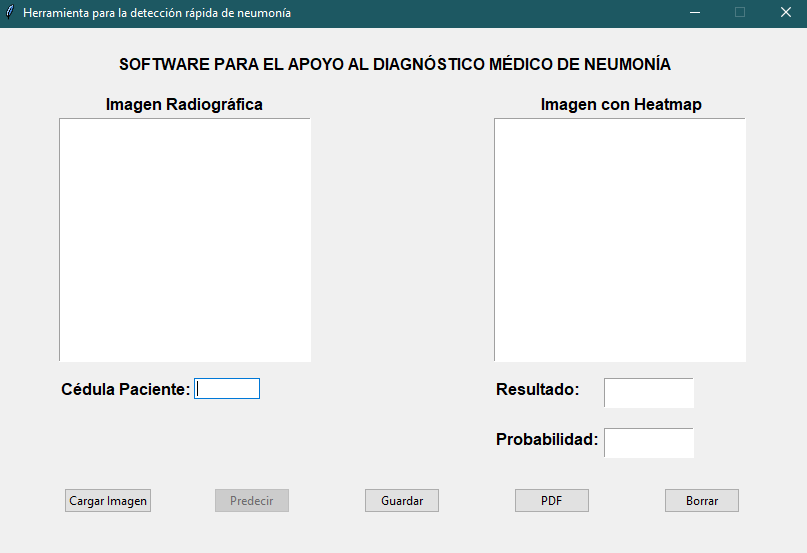 Herramienta para la detección rápida de neumonía
SOFTWARE PARA EL APOYO AL DIAGNÓSTICO MÉDICO DE NEUMONÍA
Imagen Radiográfica
Imagen con Heatmap
Cédula Paciente:
Resultado:
Probabilidad:
Cargar Imagen
Predecir
Guardar
PDF
Borrar